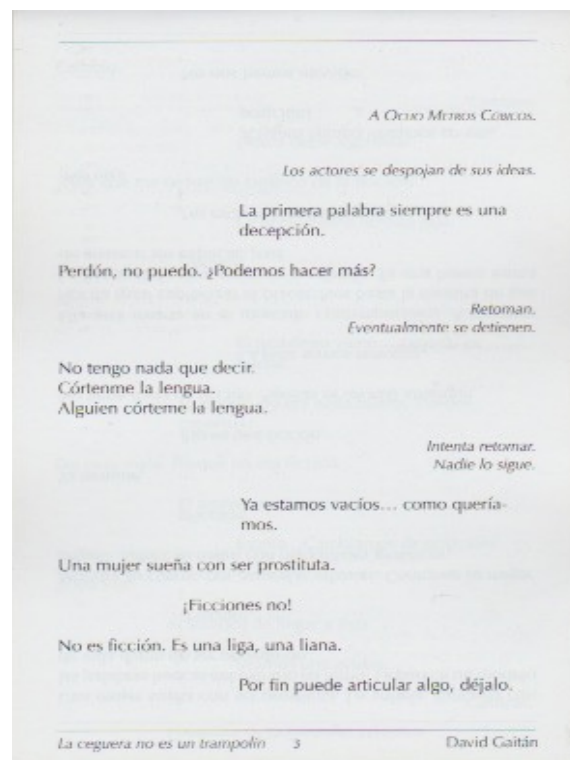 A OCHO METROS CÚBICOS.
Los actores se despojan de sus ideas.
La primera palabra siempre es una
decepción.
Perdón, no puedo. ¿Podemos hacer más?
Retoman.
Eventualmente se detienen.
No tengo nada que decir.
Córtenme la lengua.
Alguien córteme la lengua.
Intenta retomar.
Nadie lo sigue.
Ya estamos vacíos... como quería-
mos.
Una mujer sueña con ser prostituta.
¡Ficciones no!
No es ficción. Es una liga, una liana.
Por fin puede articular algo, déjalo.
La ceguera no es un trampolín 3 David Gaitán